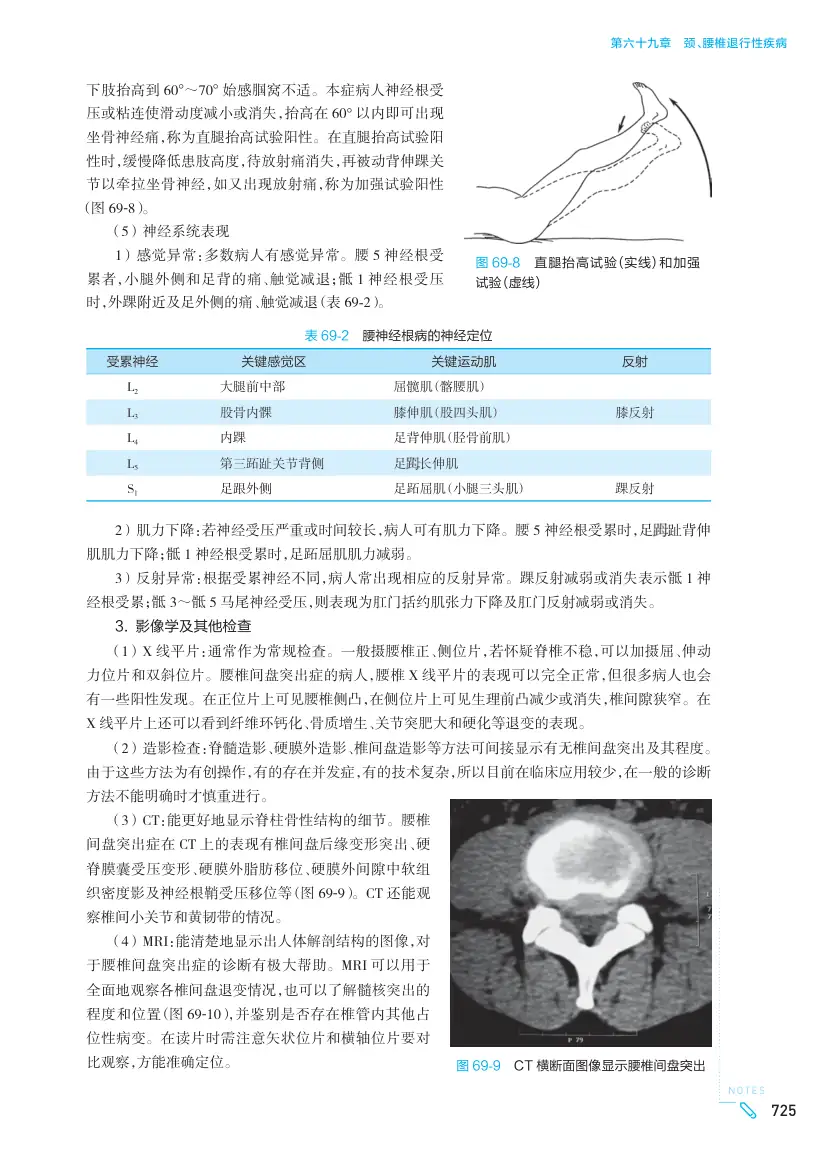 第六十九章 颈、腰椎退行性疾病
下肢抬高到 60°～70° 始感腘窝不适。本症病人神经根受
压或粘连使滑动度减小或消失,抬高在 60° 以内即可出现
坐骨神经痛,称为直腿抬高试验阳性。在直腿抬高试验阳
性时,缓慢降低患肢高度,待放射痛消失,再被动背伸踝关
节以牵拉坐骨神经,如又出现放射痛,称为加强试验阳性
(图 69-8)。
(5)神经系统表现
1)感觉异常:多数病人有感觉异常。腰 5 神经根受
累者,小腿外侧和足背的痛、触觉减退;骶 1 神经根受压
时,外踝附近及足外侧的痛、触觉减退(表 69-2)。
图 69-8 直腿抬高试验(实线)和加强
试验(虚线)
表 69-2 腰神经根病的神经定位
受累神经 关键感觉区 关键运动肌 反射
L₂ 大腿前中部 屈髋肌(髂腰肌)
L₃ 股骨内髁 膝伸肌(股四头肌) 膝反射
L₄ 内踝 足背伸肌(胫骨前肌)
L₅ 第三跖趾关节背侧 足𧿹长伸肌
S₁ 足跟外侧 足跖屈肌(小腿三头肌) 踝反射
2)肌力下降:若神经受压严重或时间较长,病人可有肌力下降。腰 5 神经根受累时,足𧿹趾背伸
肌肌力下降;骶 1 神经根受累时,足跖屈肌肌力减弱。
3)反射异常:根据受累神经不同,病人常出现相应的反射异常。踝反射减弱或消失表示骶 1 神
经根受累;骶 3～骶 5 马尾神经受压,则表现为肛门括约肌张力下降及肛门反射减弱或消失。
3. 影像学及其他检查
(1)X 线平片:通常作为常规检查。一般摄腰椎正、侧位片,若怀疑脊椎不稳,可以加摄屈、伸动
力位片和双斜位片。腰椎间盘突出症的病人,腰椎 X 线平片的表现可以完全正常,但很多病人也会
有一些阳性发现。在正位片上可见腰椎侧凸,在侧位片上可见生理前凸减少或消失,椎间隙狭窄。在
X 线平片上还可以看到纤维环钙化、骨质增生、关节突肥大和硬化等退变的表现。
(2)造影检查:脊髓造影、硬膜外造影、椎间盘造影等方法可间接显示有无椎间盘突出及其程度。
由于这些方法为有创操作,有的存在并发症,有的技术复杂,所以目前在临床应用较少,在一般的诊断
方法不能明确时才慎重进行。
(3)CT:能更好地显示脊柱骨性结构的细节。腰椎
间盘突出症在 CT 上的表现有椎间盘后缘变形突出、硬
脊膜囊受压变形、硬膜外脂肪移位、硬膜外间隙中软组
织密度影及神经根鞘受压移位等(图 69-9)。CT 还能观
察椎间小关节和黄韧带的情况。
(4)MRI:能清楚地显示出人体解剖结构的图像,对
于腰椎间盘突出症的诊断有极大帮助。MRI 可以用于
全面地观察各椎间盘退变情况,也可以了解髓核突出的
程度和位置(图 69-10),并鉴别是否存在椎管内其他占
位性病变。在读片时需注意矢状位片和横轴位片要对
比观察,方能准确定位。
P 79
图 69-9 CT 横断面图像显示腰椎间盘突出
NOTES
725